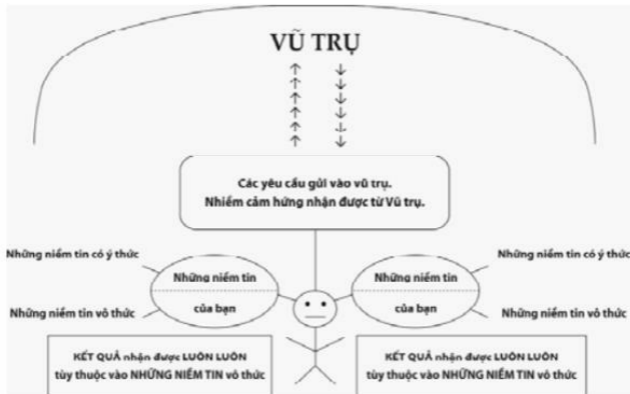 VŨ TRỤ
Các yêu cầu gửi vào vũ trụ.
Nhiềm cảm hứng nhận được từ Vũ trụ.
Những niềm tin có ý thức
Những niềm tin có ý thức
Những niềm tin
Những niềm tin
của bạn
của bạn
Những niềm tin vô thức
Những niềm tin vô thức
KẾT QUẢ nhận được LUÔN LUÔN
tùy thuộc vào NHỮNG NIỀM TIN vô thức
KẾT QUẢ nhận được LUÔN LUÔN
tùy thuộc vào NHỮNG NIỀM TIN vô thức